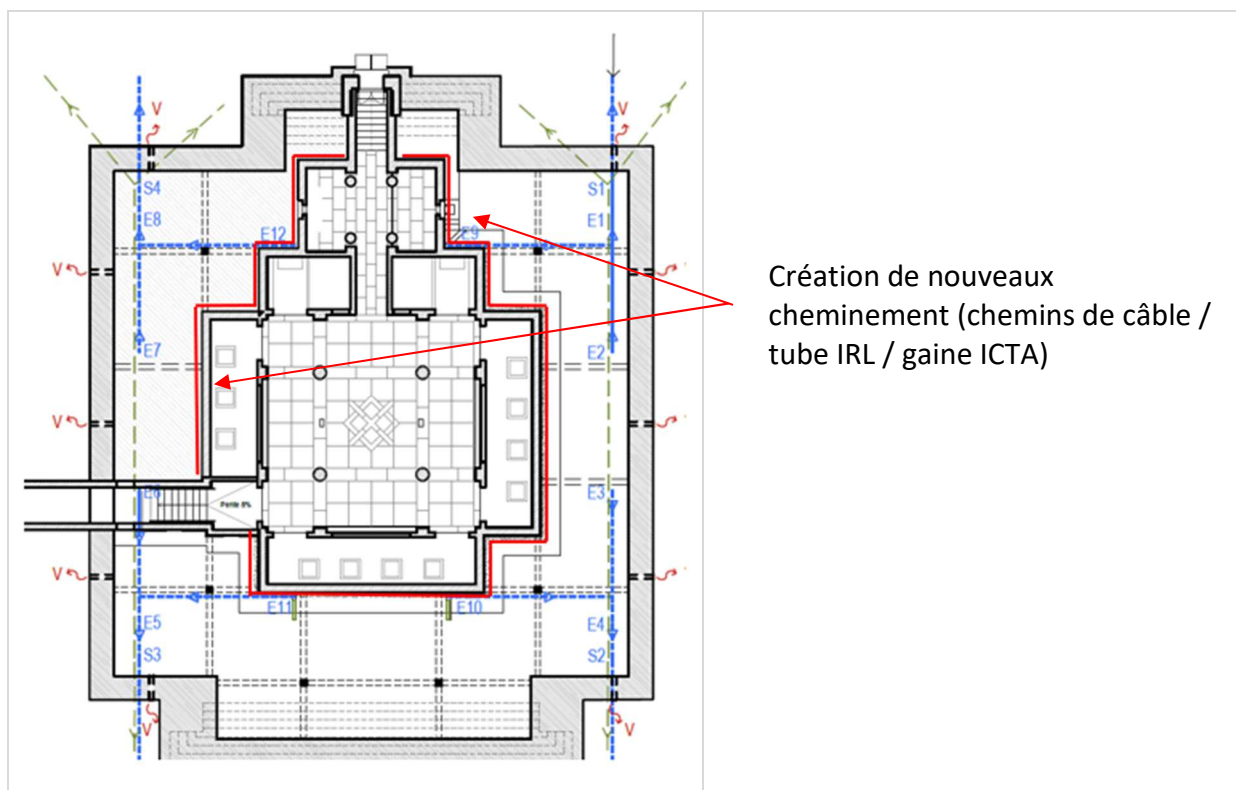 V
V
S4
S1
E8
E1
E12
E9
V
E7
E2
V
E6
Pente 8%
E3
V
E11
E10
E5
E4
S3
S2
V
V
Création de nouveaux
cheminement (chemins de câble /
tube IRL / gaine ICTA)